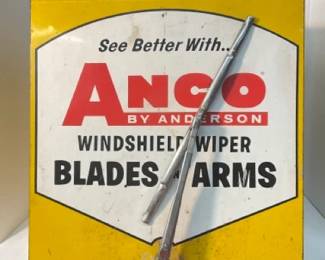 See Better With..
ANCO
BY ANDERSON
WINDSHIELD WIPER
BLADES ARMS